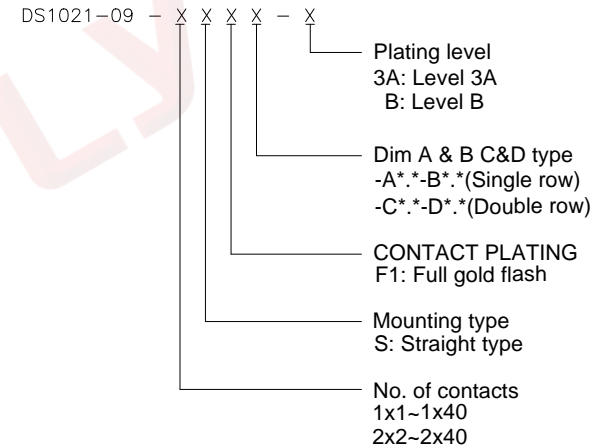 DS1021-09 - X X X X - X
Plating level
3A: Level 3A
B: Level B
Dim A & B C&D type
-A*.*-B*.*(Single row)
-C*.*-D*.*(Double row)
CONTACT PLATING
F1: Full gold flash
Mounting type
S: Straight type
No. of contacts
1x1~1x40
2x2~2x40